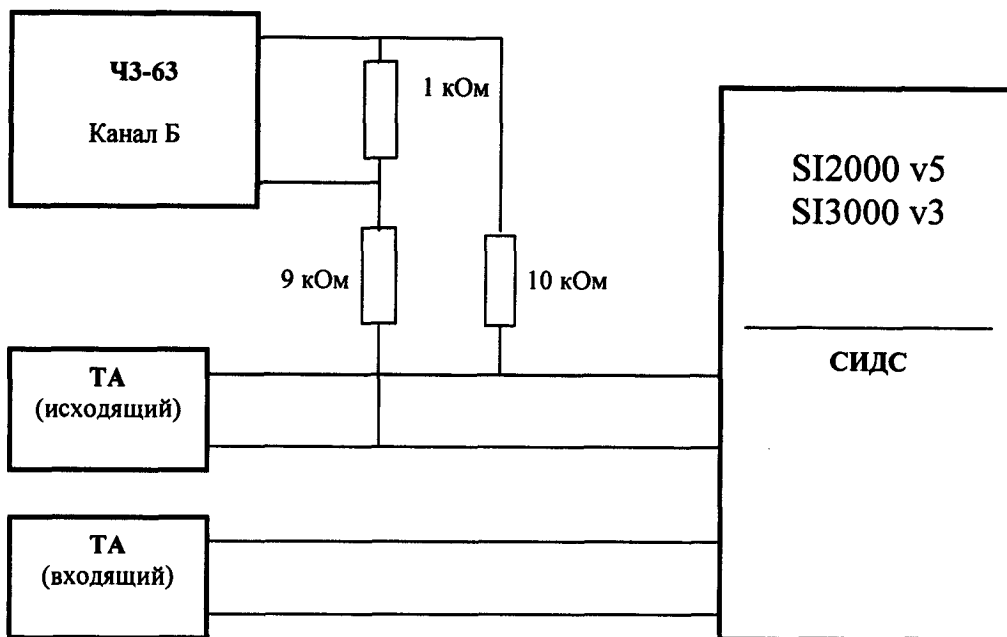 Ч3-63
Канал Б
1 кОм
9 кОм
10 кОм
SI2000 v5
SI3000 v3
СИДС
ТА
(исходящий)
ТА
(входящий)